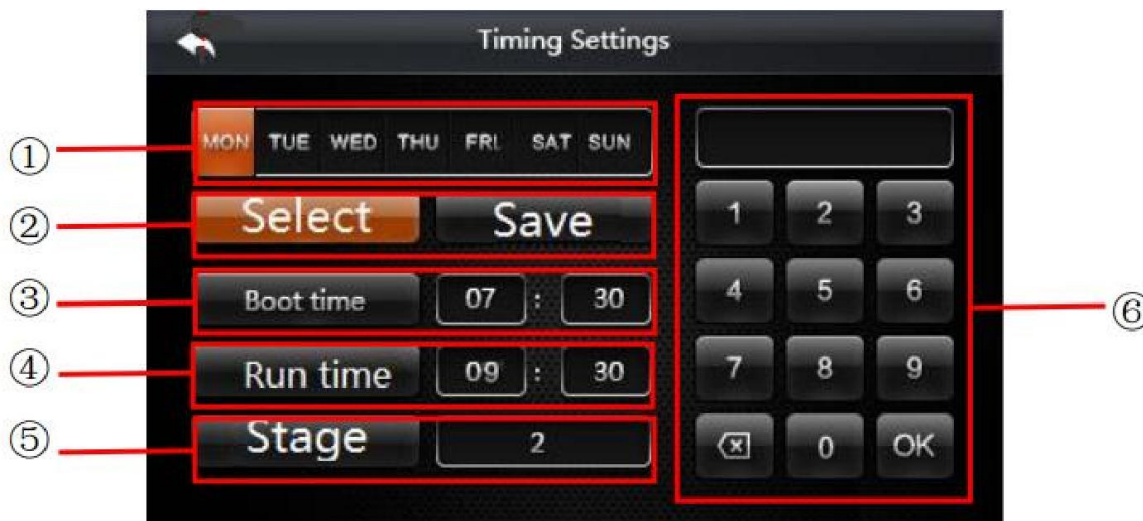 Timing Settings
① MON TUE WED THU FRI. SAT SUN
② Select Save
③ Boot time 07 : 30
④ Run time 09 : 30
⑤ Stage 2
⑥
1 2 3
4 5 6
7 8 9
0 OK